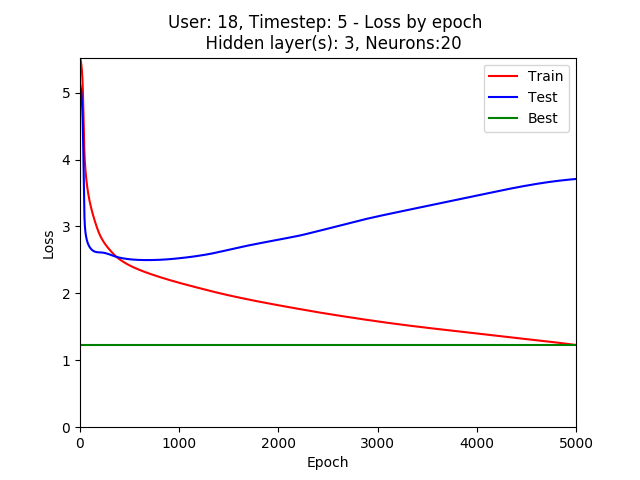 User: 18, Timestep: 5 - Loss by epoch
Hidden layer(s): 3, Neurons:20
Train
Test
Best
5
4
3
2
1
0
Loss
0 1000 2000 3000 4000 5000
Epoch